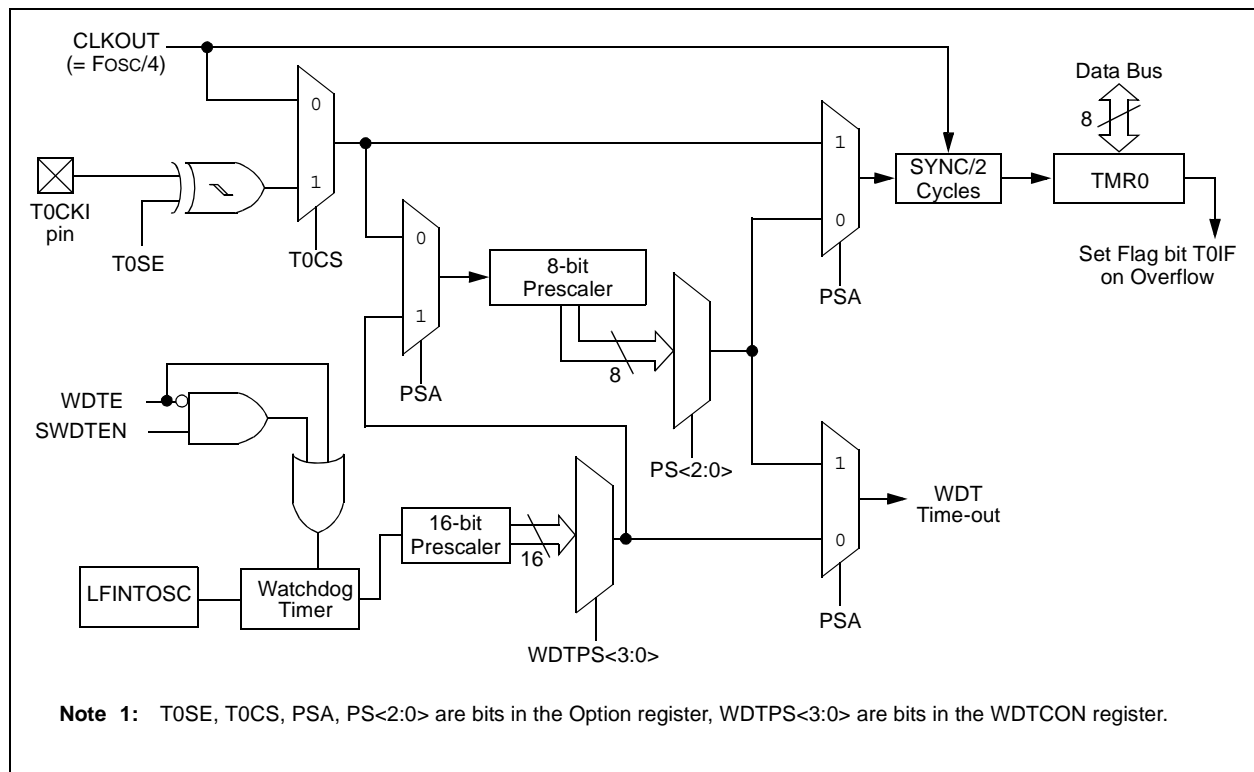 CLKOUT
(= FOSC/4)
Data Bus
8
0
1
1
0
SYNC/2
Cycles
TMR0
T0CKI
pin
T0SE
T0CS
0
1
8-bit
Prescaler
PSA
Set Flag bit T0IF
on Overflow
8
PSA
WDTE
SWDTEN
PS<2:0>
1
0
WDT
Time-out
16-bit
Prescaler
16
LFINTOSC
Watchdog
Timer
PSA
WDTPS<3:0>
Note 1: T0SE, T0CS, PSA, PS<2:0> are bits in the Option register, WDTPS<3:0> are bits in the WDTCON register.